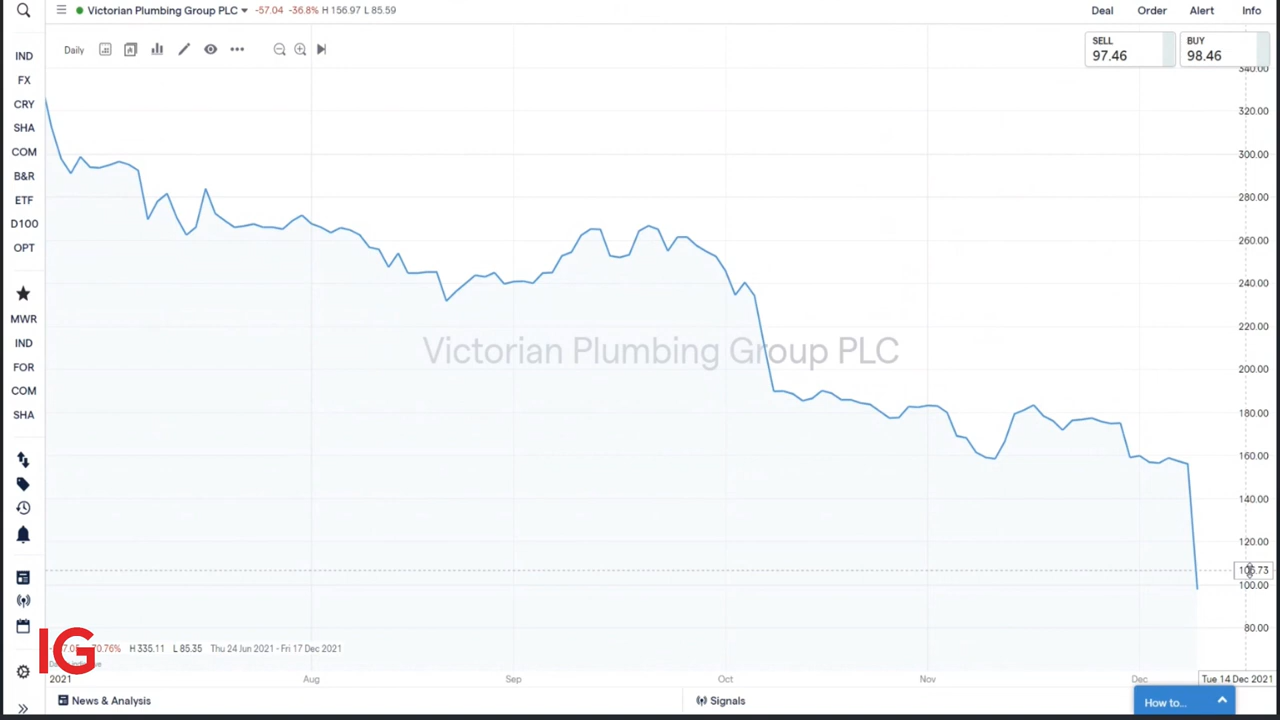 Victorian Plumbing Group PLC -57.04 -36.8% H 156.97 L 85.59
Deal Order Alert Info
Daily
SELL
97.46
BUY
98.46
IND
FX
CRY
SHA
COM
B&R
ETF
D100
OPT
MWR
IND
FOR
COM
SHA
340.00
320.00
300.00
280.00
260.00
240.00
220.00
200.00
180.00
160.00
140.00
120.00
100.00
80.00
Victorian Plumbing Group PLC
IG
H 335.11 L 85.35 Thu 24 Jun 2021 - Fri 17 Dec 2021
2021 Aug Sep Oct Nov Dec Tue 14 Dec 2021
News & Analysis
Signals
How to...